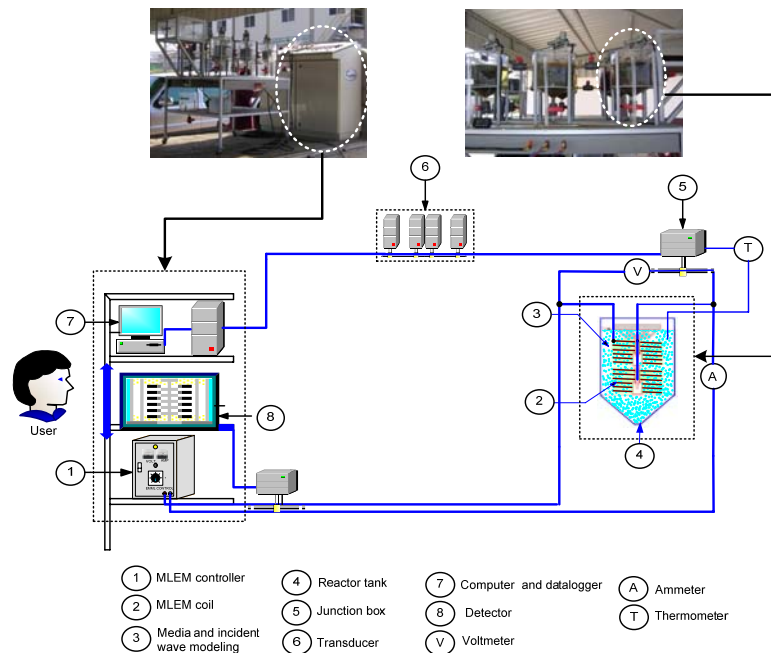 6
5
T
V
3
7
A
2
8
User
4
1
1 MLEM controller
2 MLEM coil
3 Media and incident
wave modeling
4 Reactor tank
5 Junction box
6 Transducer
7 Computer and datalogger
8 Detector
V Voltmeter
A Ammeter
T Thermometer